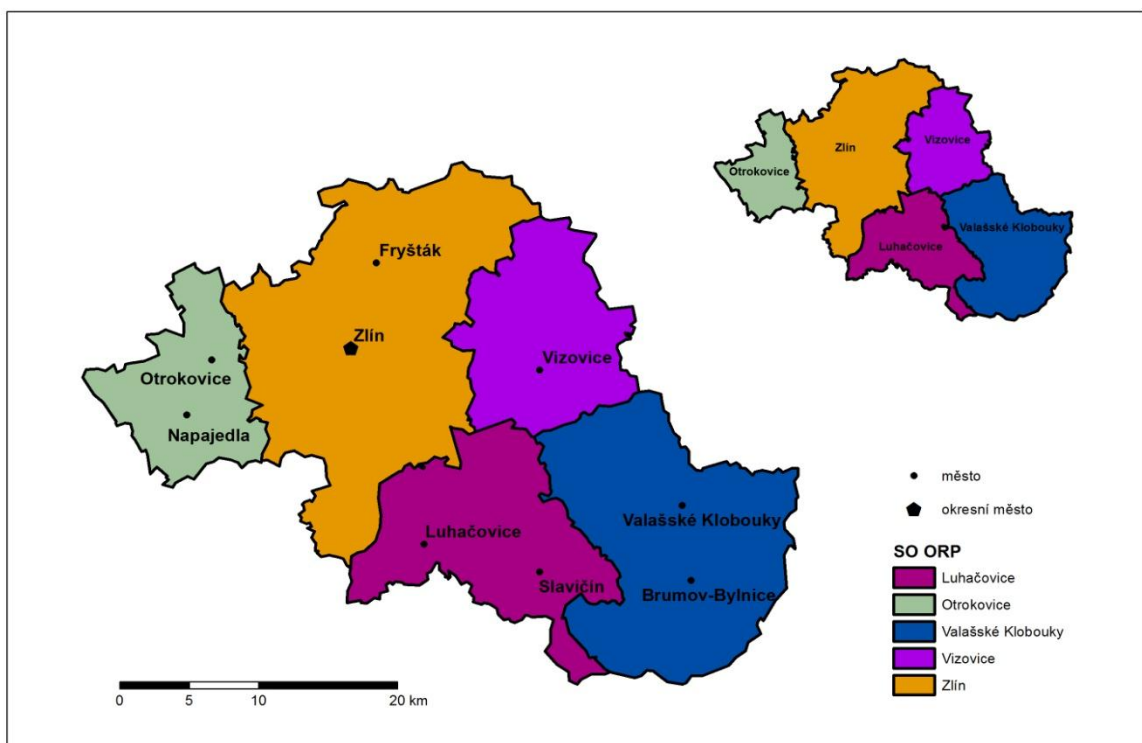 Fryšták
Zlín
Otrokovice
Napajedla
Vizovice
Luhačovice
Slavičín
Valašské Klobouky
Brumov-Bylnice
0 5 10 20 km
Otrokovice
Zlín
Vizovice
Luhačovice
Valašské Klobouky
město
okresní město
SO ORP
Luhačovice
Otrokovice
Valašské Klobouky
Vizovice
Zlín